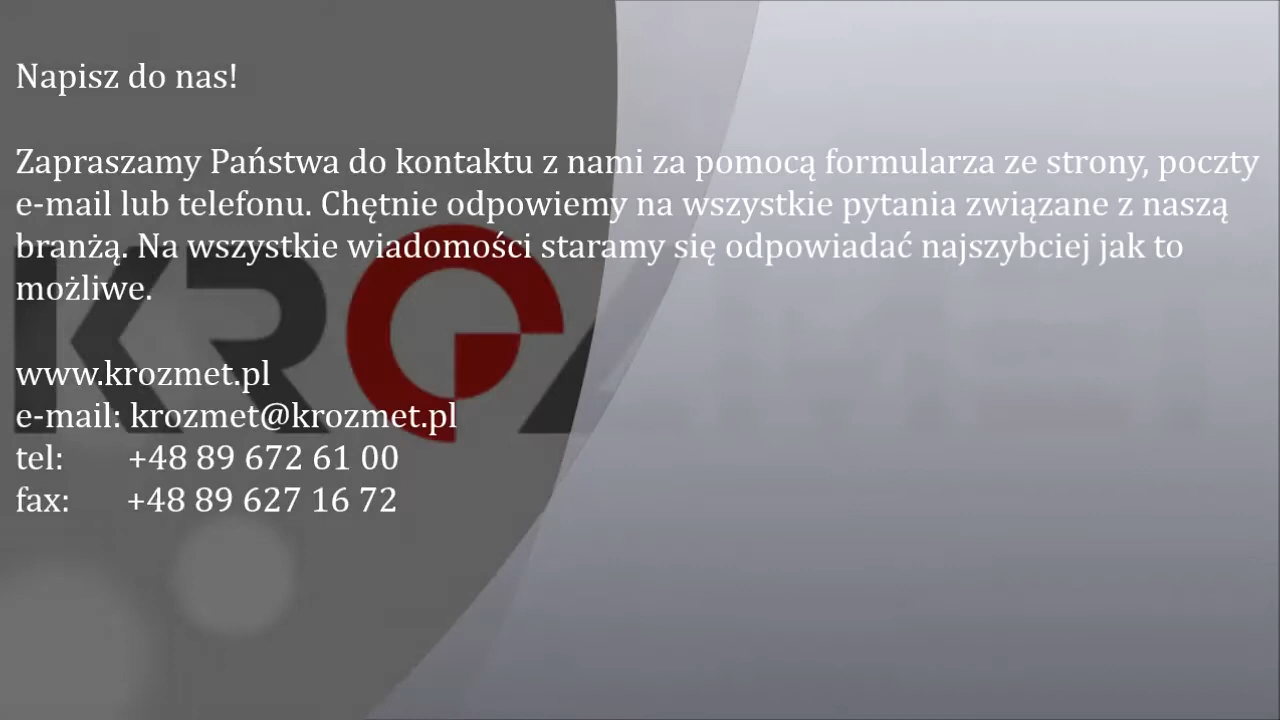 Napisz do nas!
Zapraszamy Państwa do kontaktu z nami za pomocą formularza ze strony, poczty
e-mail lub telefonu. Chętnie odpowiemy na wszystkie pytania związane z naszą
branżą. Na wszystkie wiadomości staramy się odpowiadać najszybciej jak to
możliwe.
KROZMET
www.krozmet.pl
e-mail: krozmet@krozmet.pl
tel: +48 89 672 61 00
fax: +48 89 627 16 72